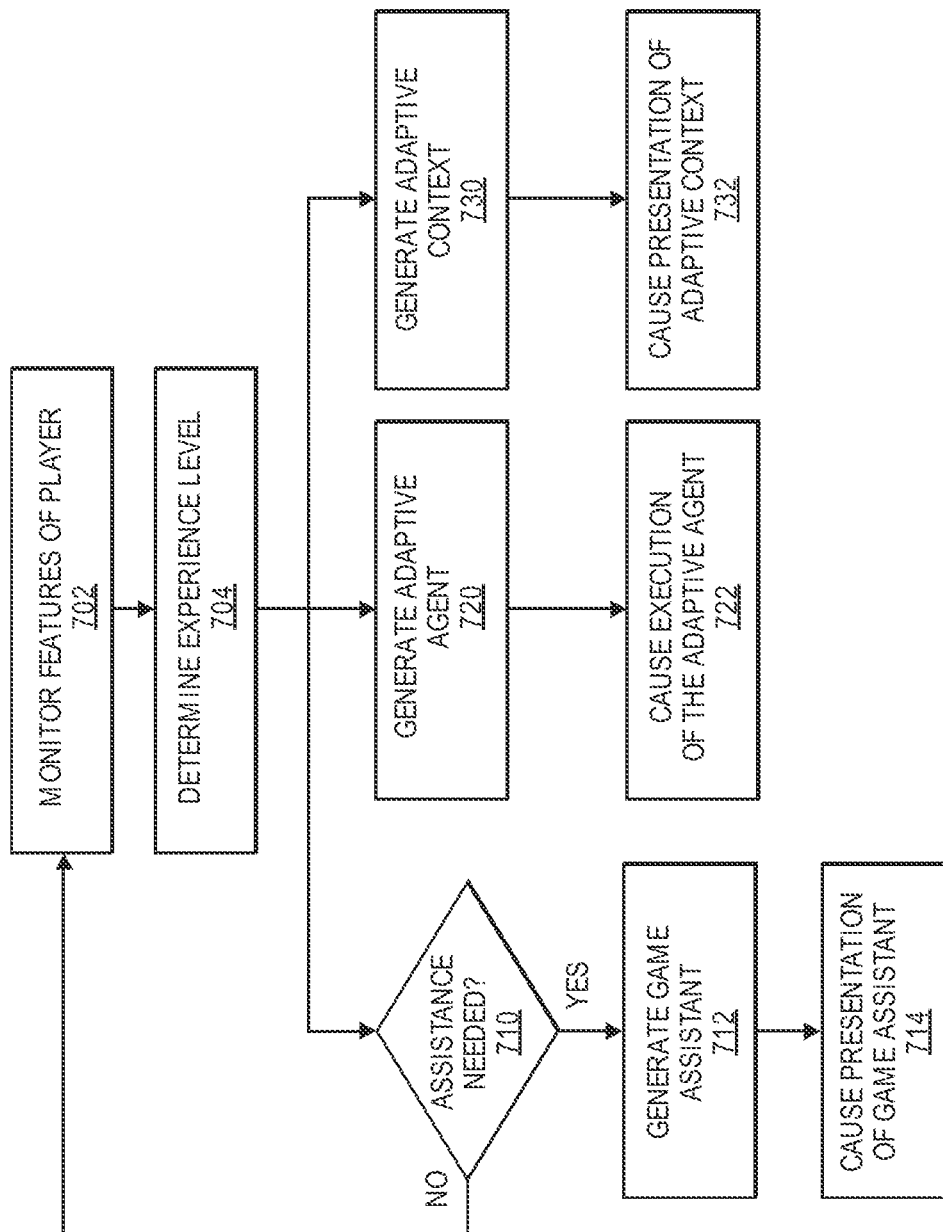 MONITOR FEATURES OF PLAYER
702
DETERMINE EXPERIENCE LEVEL
704
ASSISTANCE
NEEDED?
710
NO
YES
GENERATE GAME
ASSISTANT
712
CAUSE PRESENTATION
OF GAME ASSISTANT
714
GENERATE ADAPTIVE
AGENT
720
CAUSE EXECUTION
OF THE ADAPTIVE AGENT
722
GENERATE ADAPTIVE
CONTEXT
730
CAUSE PRESENTATION OF
ADAPTIVE CONTEXT
732